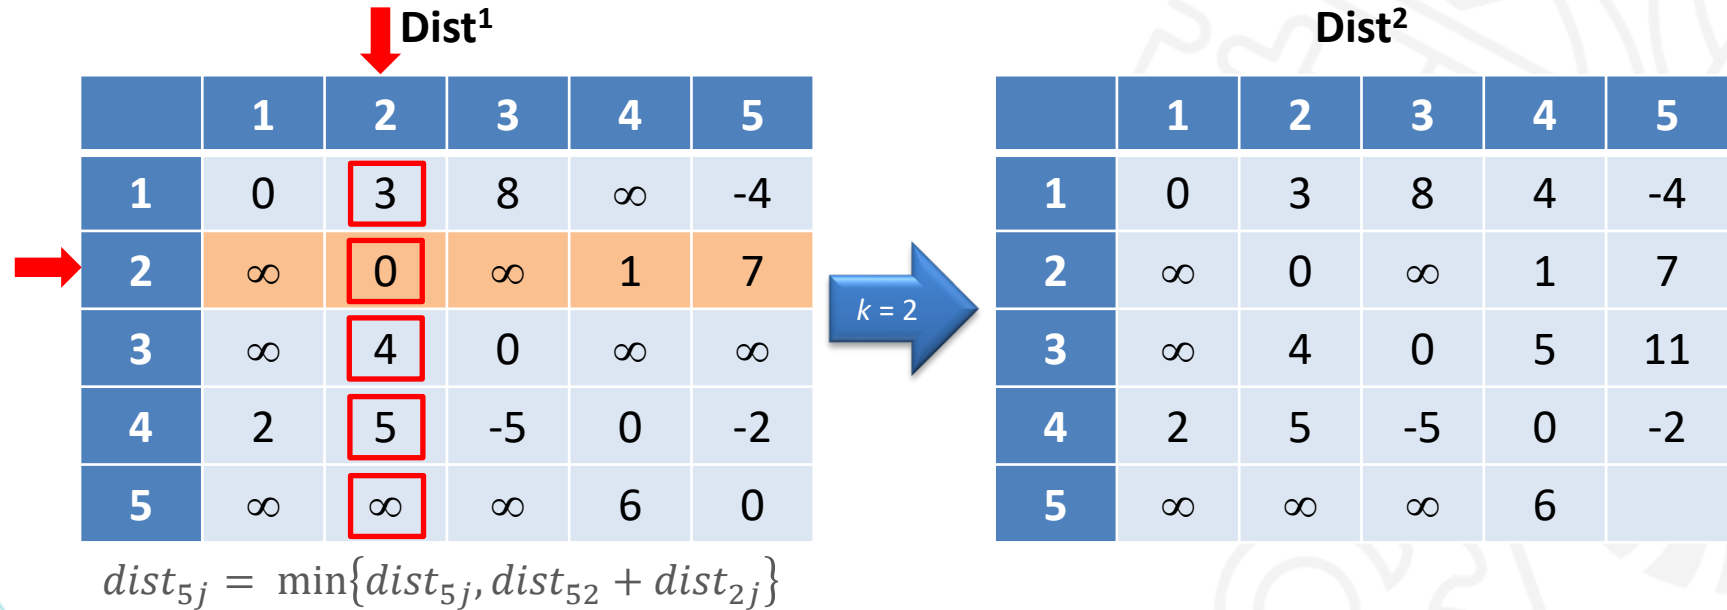 Dist¹ Dist²
1 2 3 4 5 1 2 3 4 5
1 0 3 8 ∞ -4 1 0 3 8 4 -4
2 ∞ 0 ∞ 1 7 2 ∞ 0 ∞ 1 7
k = 2
3 ∞ 4 0 ∞ ∞ 3 ∞ 4 0 5 11
4 2 5 -5 0 -2 4 2 5 -5 0 -2
5 ∞ ∞ ∞ 6 0 5 ∞ ∞ ∞ 6
dist₅ⱼ = min{dist₅ⱼ, dist₅₂ + dist₂ⱼ}